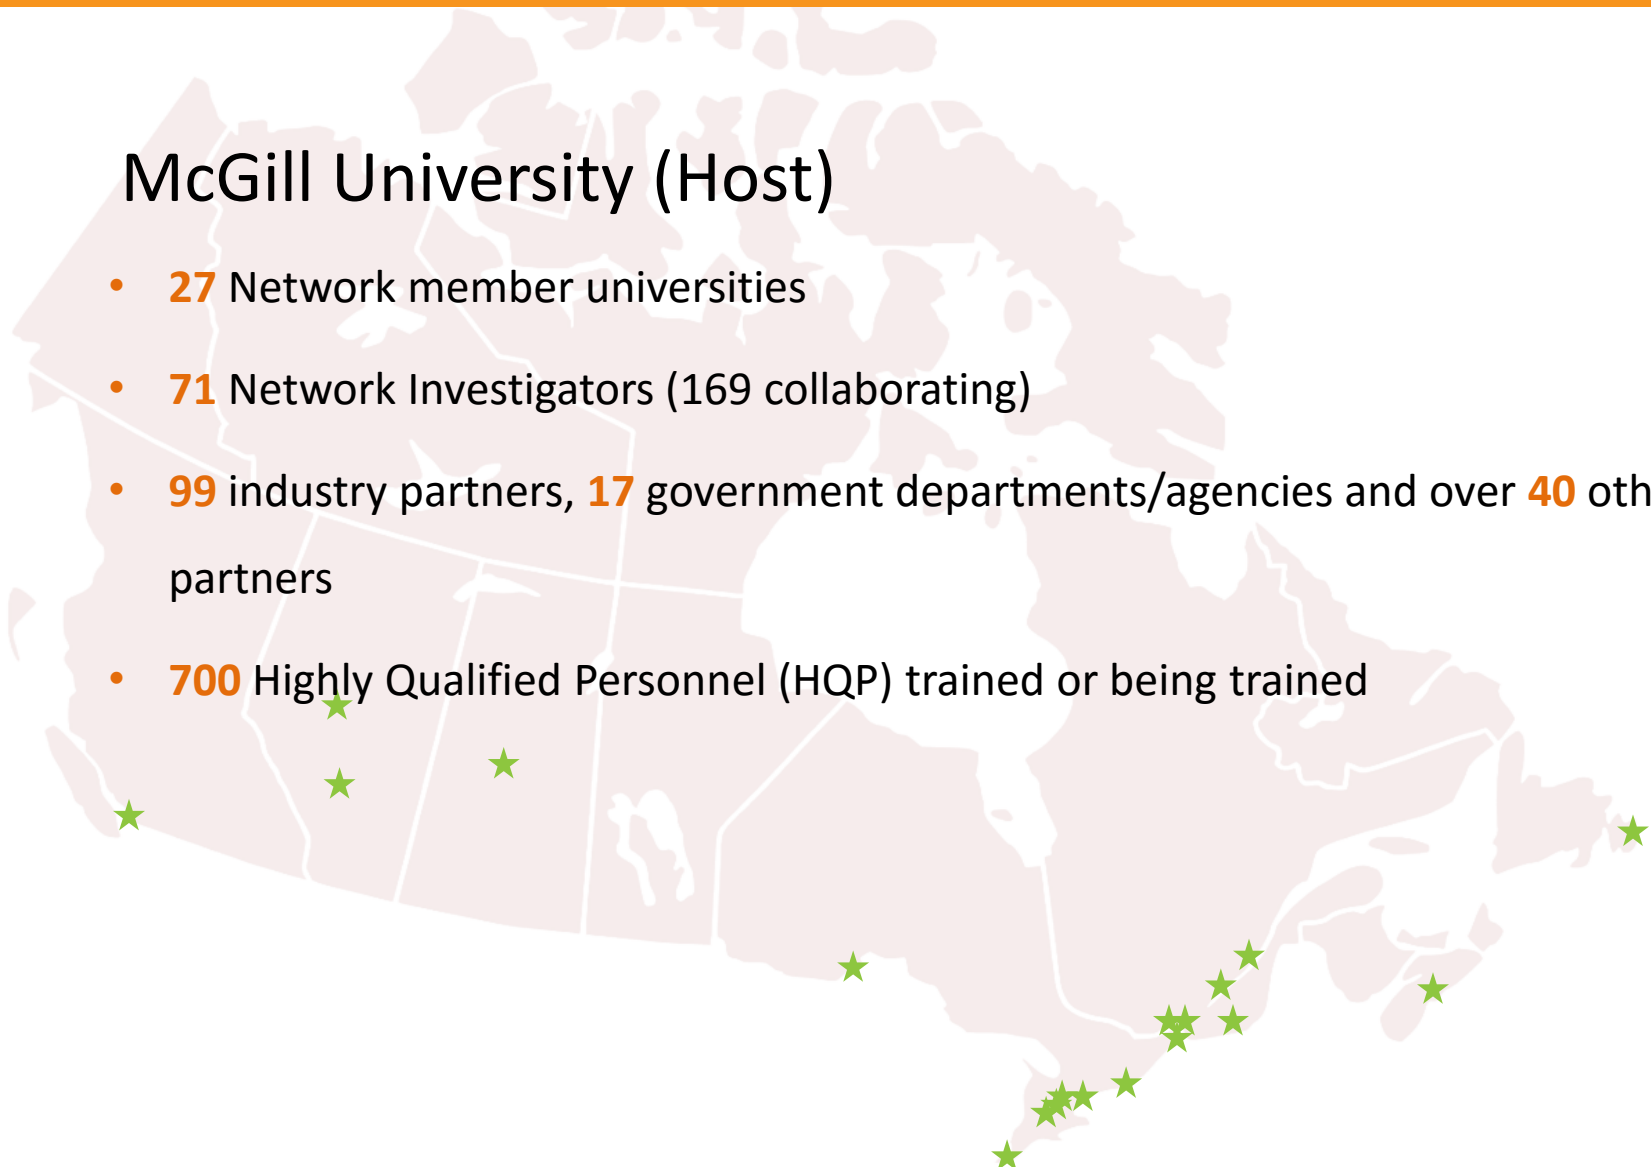 McGill University (Host)
• 27 Network member universities
• 71 Network Investigators (169 collaborating)
• 99 industry partners, 17 government departments/agencies and over 40 oth
partners
• 700 Highly Qualified Personnel (HQP) trained or being trained